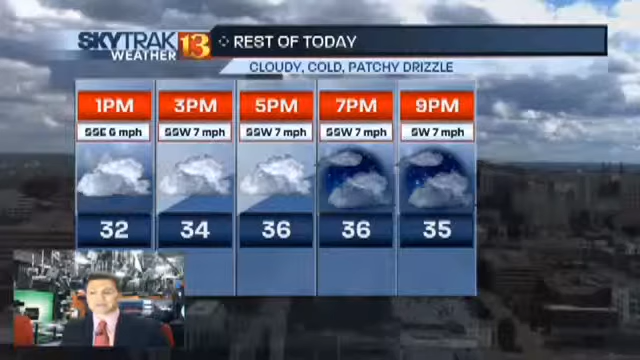 SKYTRAK 13
WEATHER
REST OF TODAY
CLOUDY, COLD, PATCHY DRIZZLE
1PM 3PM 5PM 7PM 9PM
SSE 6 mph SSW 7 mph SSW 7 mph SSW 7 mph SW 7 mph
32 34 36 36 35